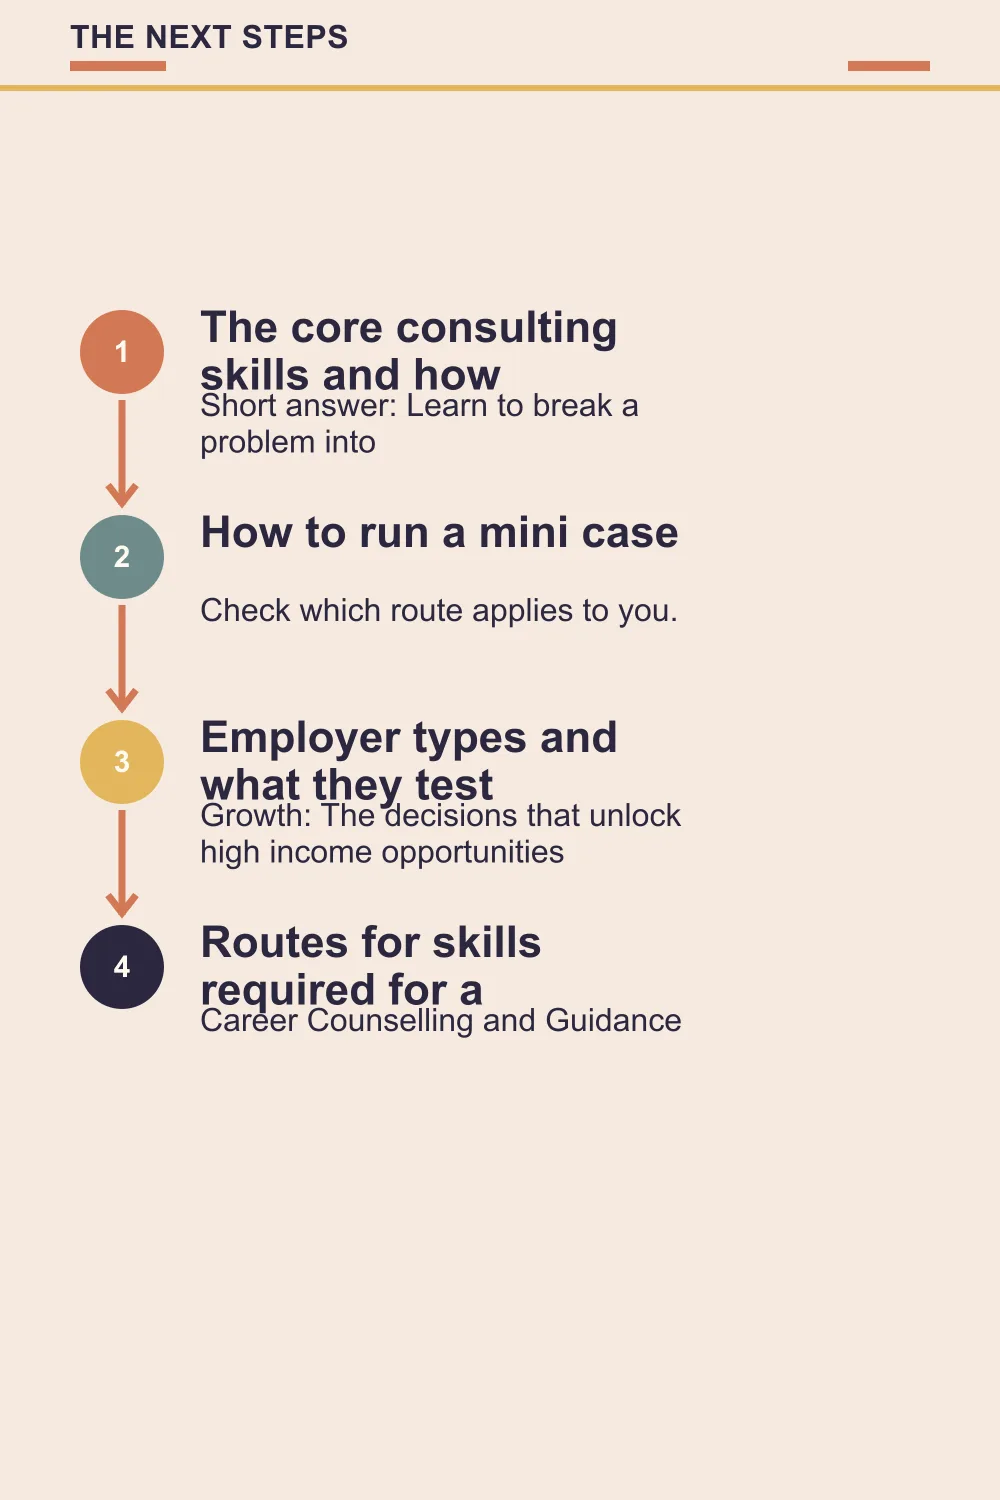 THE NEXT STEPS
1
The core consulting
skills and how
Short answer: Learn to break a
problem into
2
How to run a mini case
Check which route applies to you.
3
Employer types and
what they test
Growth: The decisions that unlock
high income opportunities
4
Routes for skills
required for a
Career Counselling and Guidance